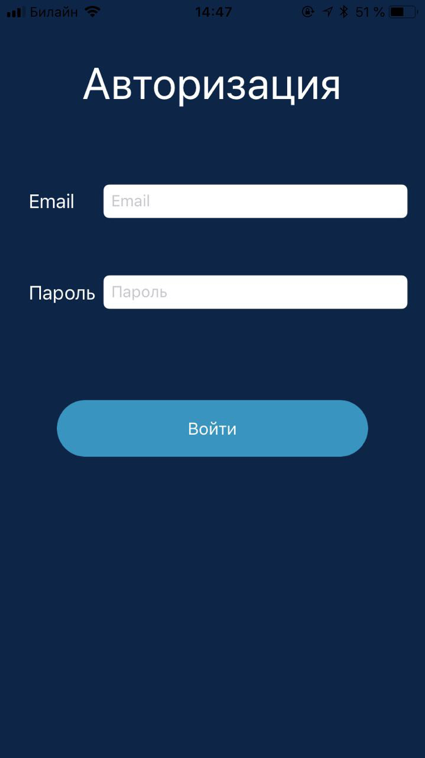 Билайн 14:47 51 %
Авторизация
Email Email
Пароль Пароль
Войти